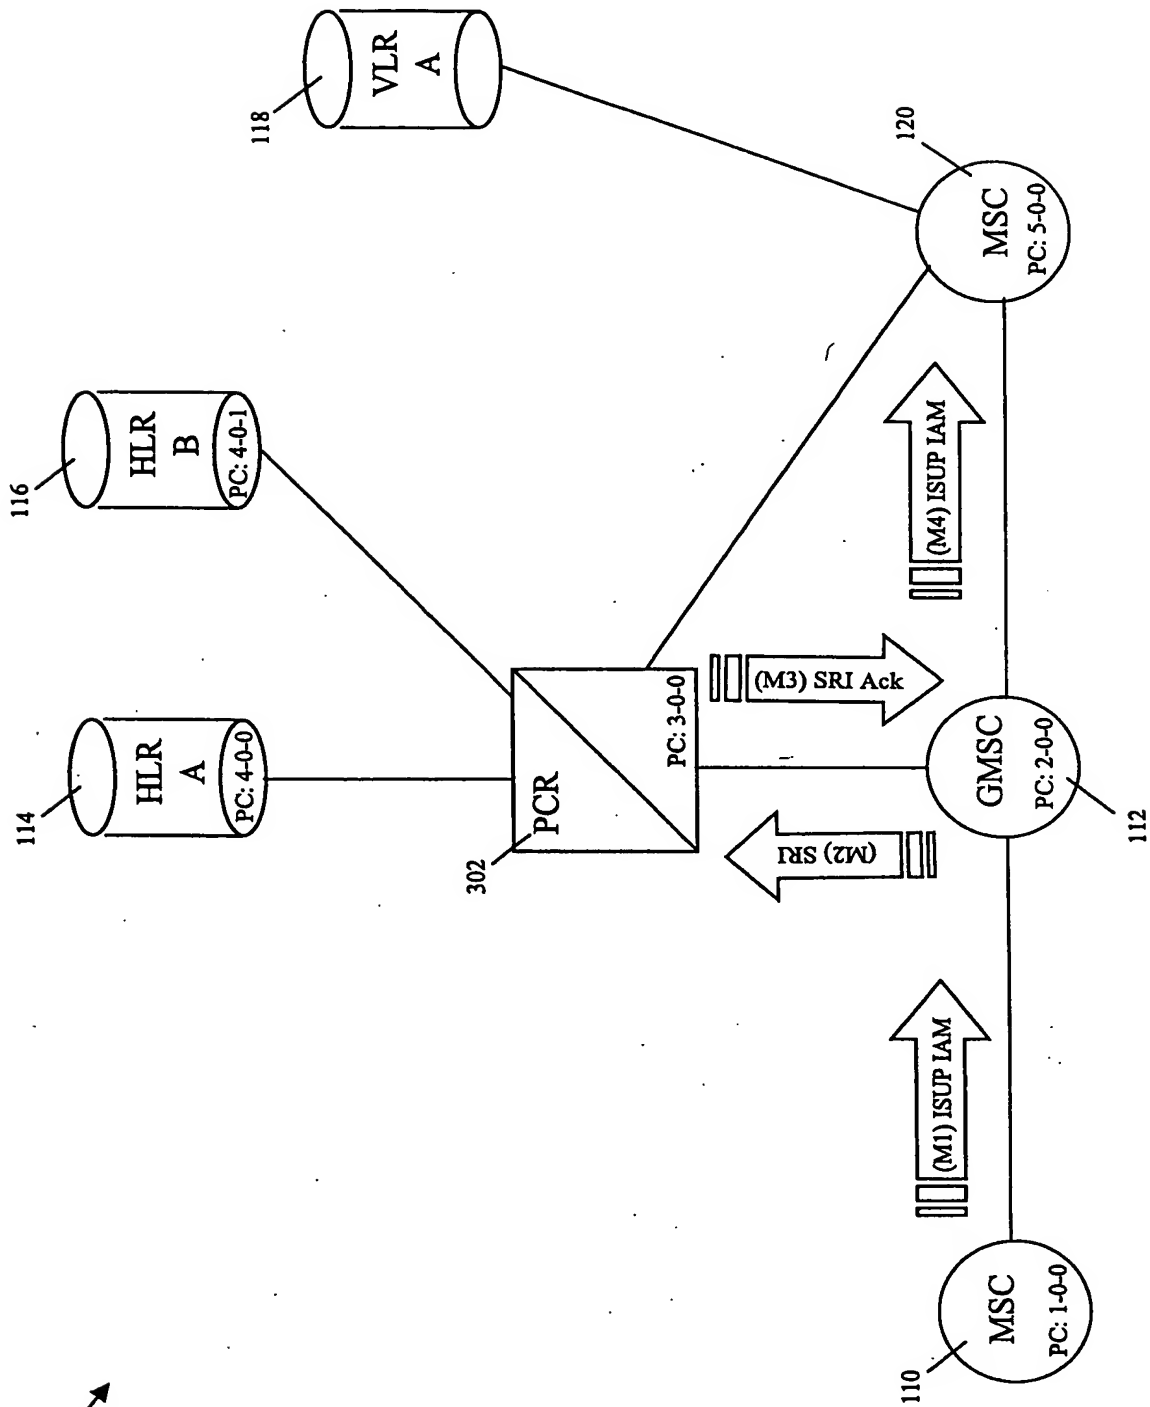 114
HLR
A
PC: 4-0-0
116
HLR
B
PC: 4-0-1
118
VLR
A
302
PCR
PC: 3-0-0
(M2) SRI
(M3) SRI Ack
(M1) ISUP IAM
(M4) ISUP IAM
110
MSC
PC: 1-0-0
GMSC
PC: 2-0-0
112
120
MSC
PC: 5-0-0